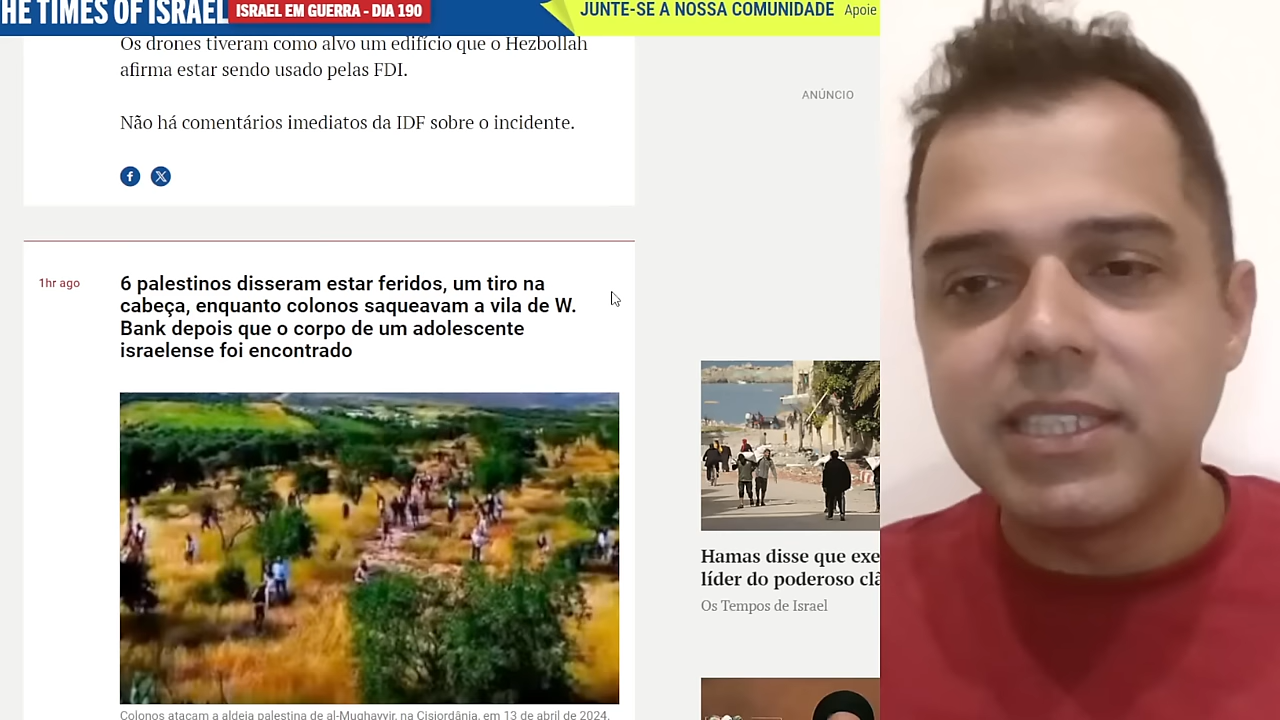 THE TIMES OF ISRAEL
ISRAEL EM GUERRA - DIA 190
JUNTE-SE A NOSSA COMUNIDADE Apoie
Os drones tiveram como alvo um edifício que o Hezbollah
afirma estar sendo usado pelas FDI.
Não há comentários imediatos da IDF sobre o incidente.
ANÚNCIO
1hr ago
6 palestinos disseram estar feridos, um tiro na
cabeça, enquanto colonos saqueavam a vila de W.
Bank depois que o corpo de um adolescente
israelense foi encontrado
Colonos atacam a aldeia palestina de al-Mughayyir, na Cisjordânia, em 13 de abril de 2024.
Hamas disse que exe
líder do poderoso clã
Os Tempos de Israel